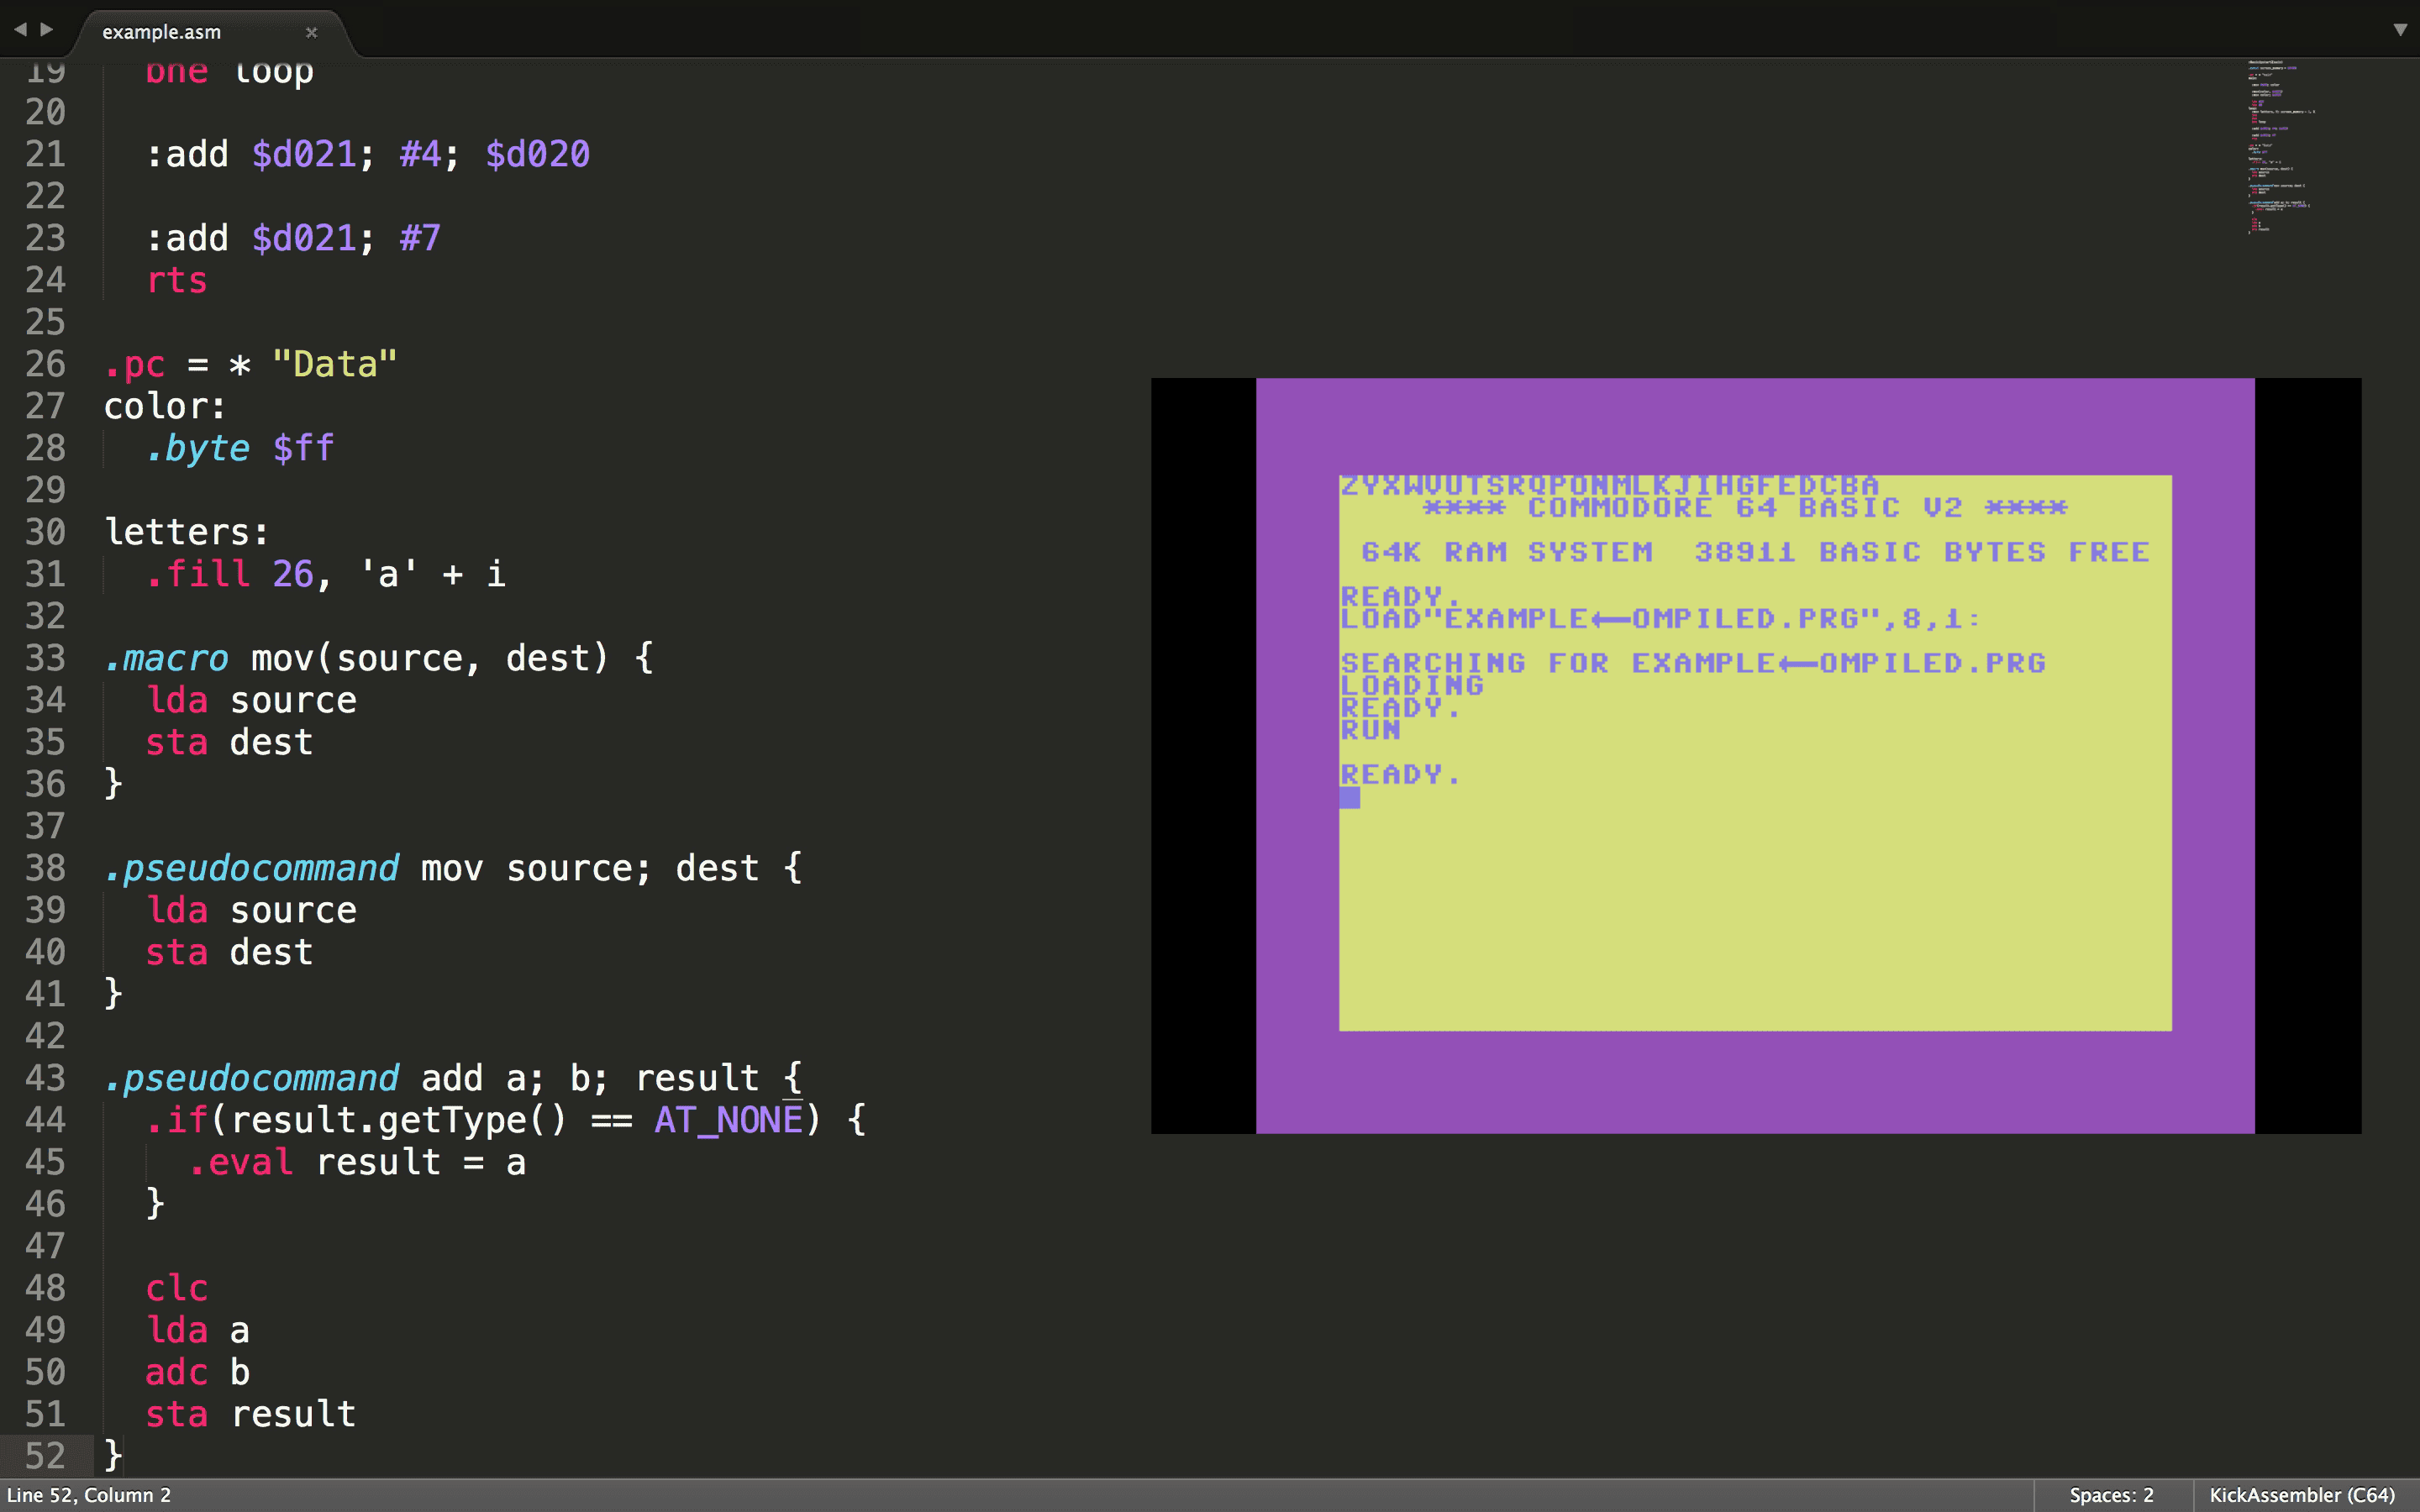 example.asm ×
19 bne loop
20
21 :add $d021; #4; $d020
22
23 :add $d021; #7
24 rts
25
26 .pc = * "Data"
27 color:
28 .byte $ff
29
30 letters:
31 .fill 26, 'a' + i
32
33 .macro mov(source, dest) {
34 lda source
35 sta dest
36 }
37
38 .pseudocommand mov source; dest {
39 lda source
40 sta dest
41 }
42
43 .pseudocommand add a; b; result {
44 .if(result.getType() == AT_NONE) {
45 .eval result = a
46 }
47
48 clc
49 lda a
50 adc b
51 sta result
52 }
ZYXWVUTSRQPONMLKJIHGFEDCBA
**** COMMODORE 64 BASIC V2 ****
64K RAM SYSTEM 38911 BASIC BYTES FREE
READY.
LOAD"EXAMPLE←OMPILED.PRG",8,1:
SEARCHING FOR EXAMPLE←OMPILED.PRG
LOADING
READY.
RUN
READY.
Line 52, Column 2
Spaces: 2
KickAssembler (C64)